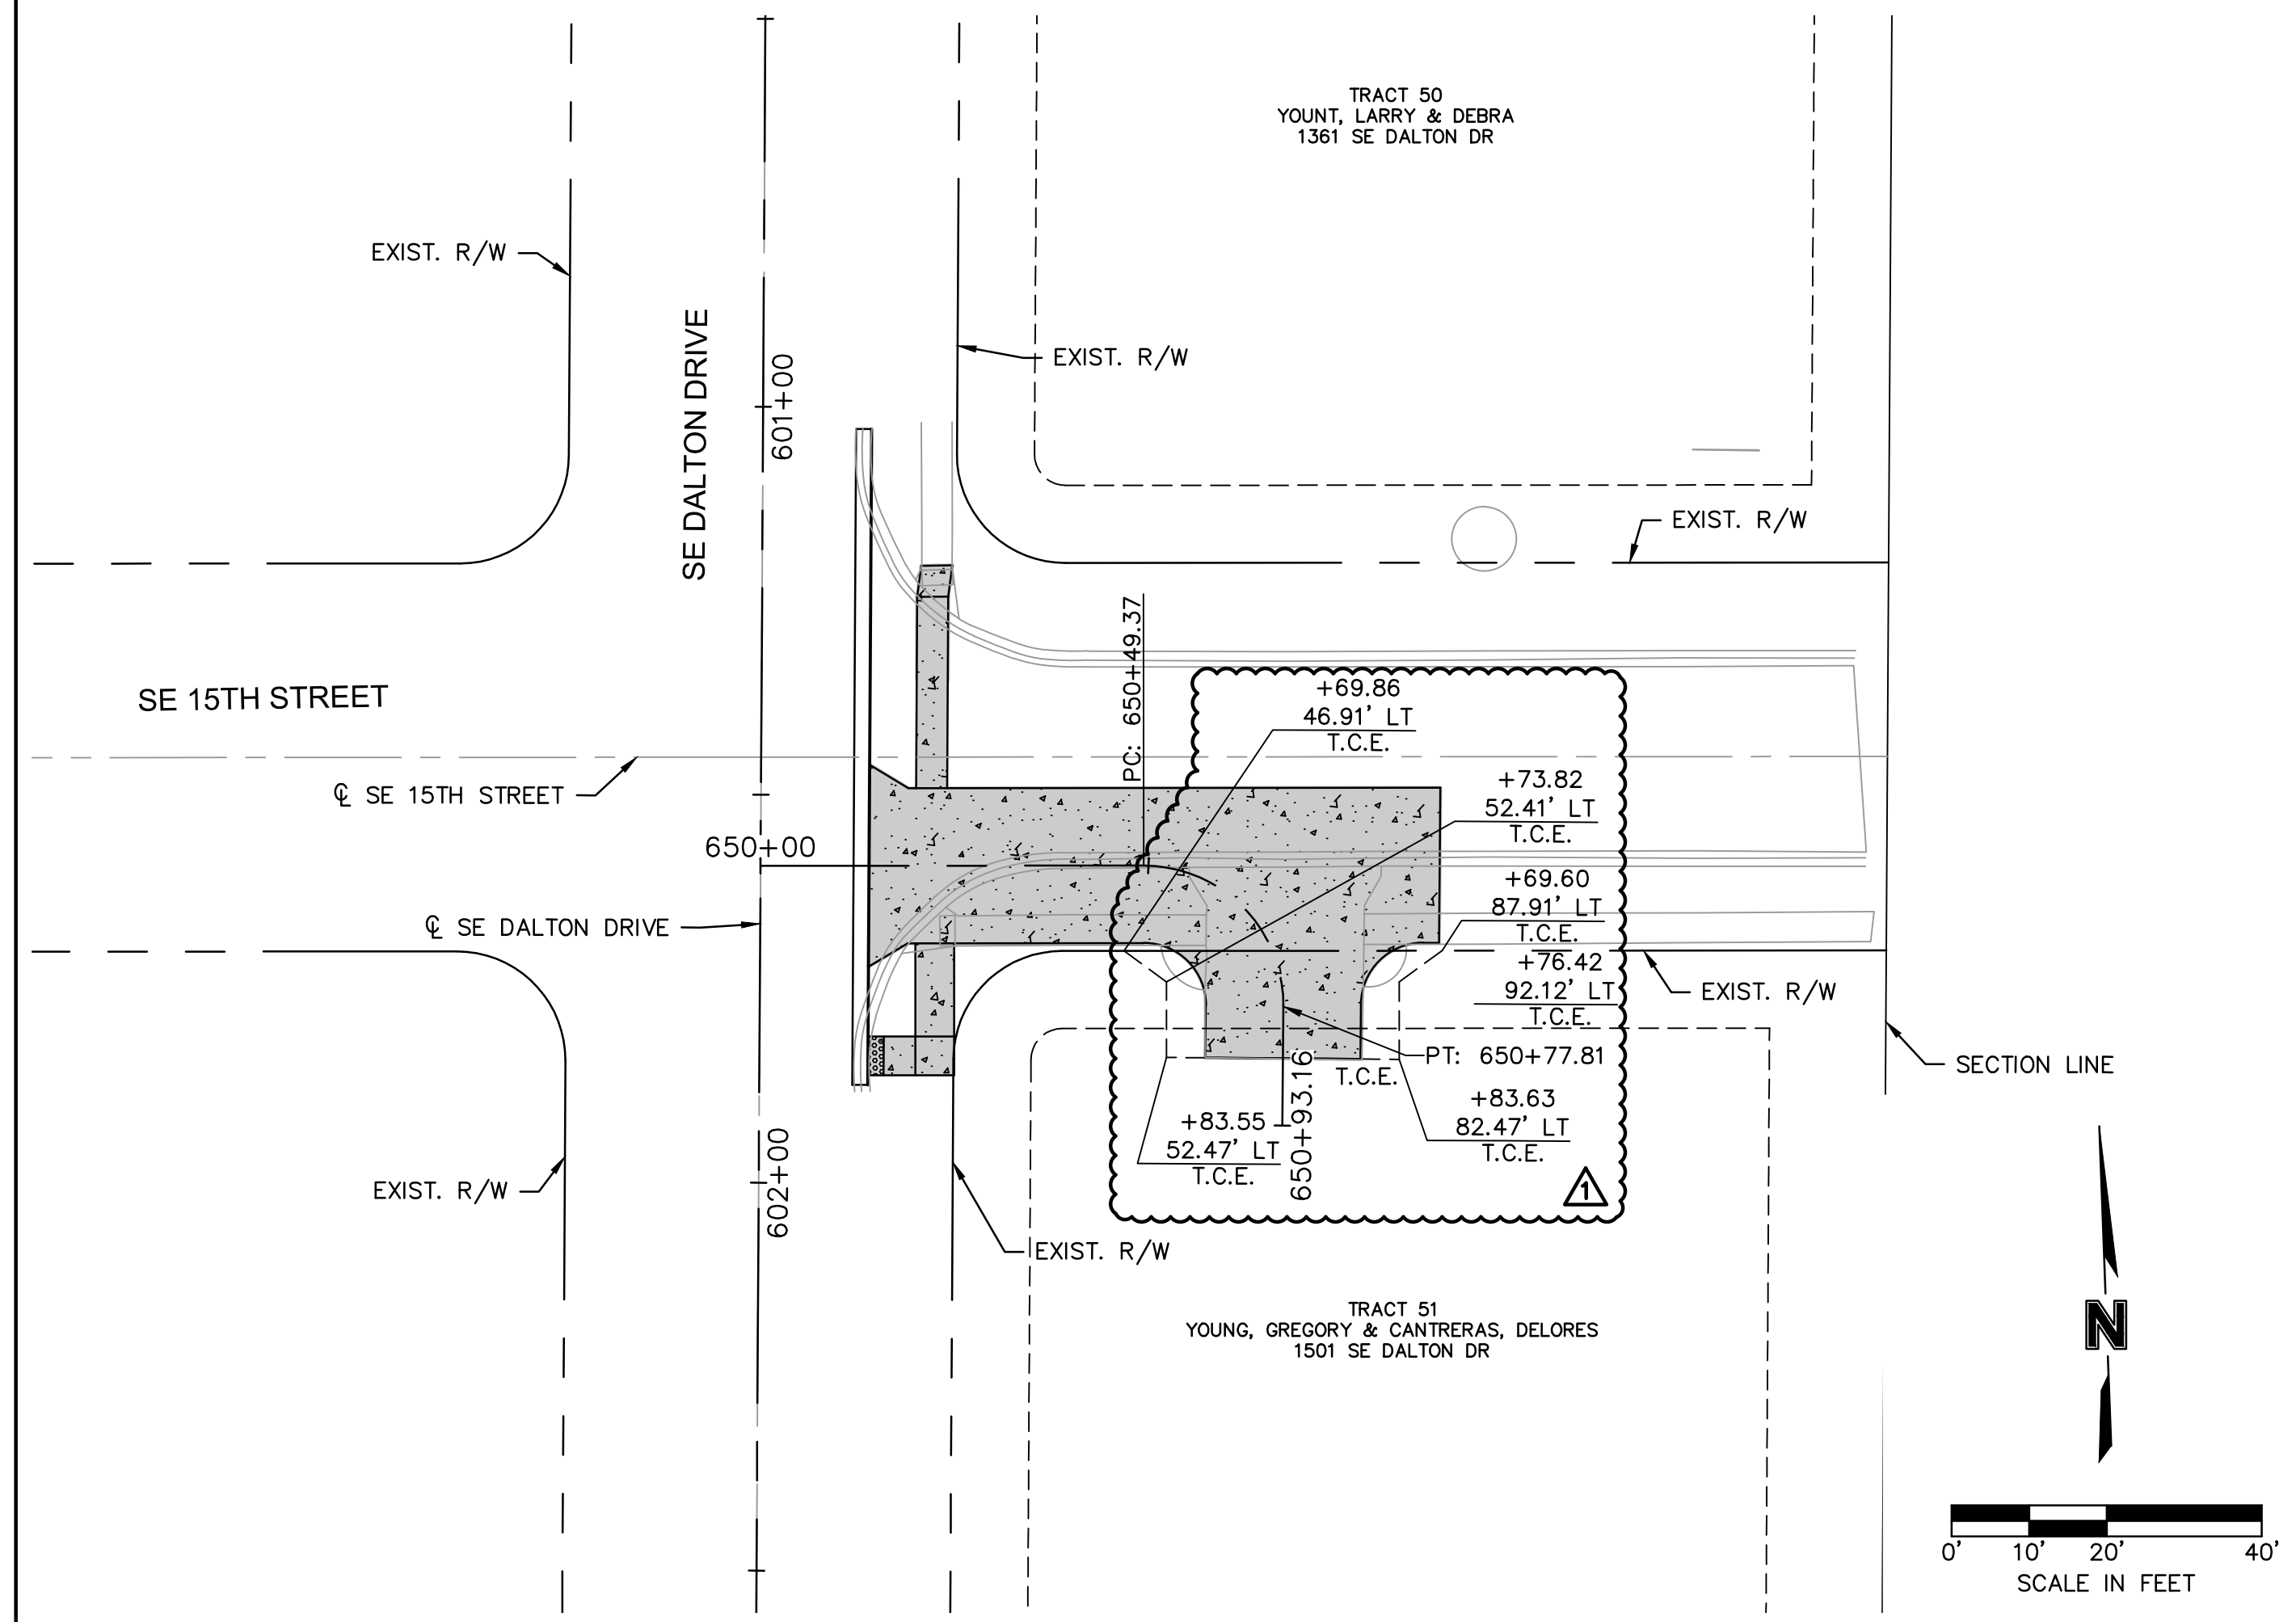 TRACT 50
YOUNT, LARRY & DEBRA
1361 SE DALTON DR
EXIST. R/W
SE DALTON DRIVE
601+00
EXIST. R/W
EXIST. R/W
SE 15TH STREET
PC: 650+49.37
+69.86
46.91' LT
T.C.E.
℄ SE 15TH STREET
+73.82
52.41' LT
T.C.E.
650+00
+69.60
87.91' LT
T.C.E.
℄ SE DALTON DRIVE
+76.42
92.12' LT
T.C.E.
EXIST. R/W
PT: 650+77.81
T.C.E.
SECTION LINE
+83.55
52.47' LT
T.C.E.
650+93.16
+83.63
82.47' LT
T.C.E.
1
602+00
EXIST. R/W
EXIST. R/W
TRACT 51
YOUNG, GREGORY & CANTRERAS, DELORES
1501 SE DALTON DR
N
0' 10' 20' 40'
SCALE IN FEET